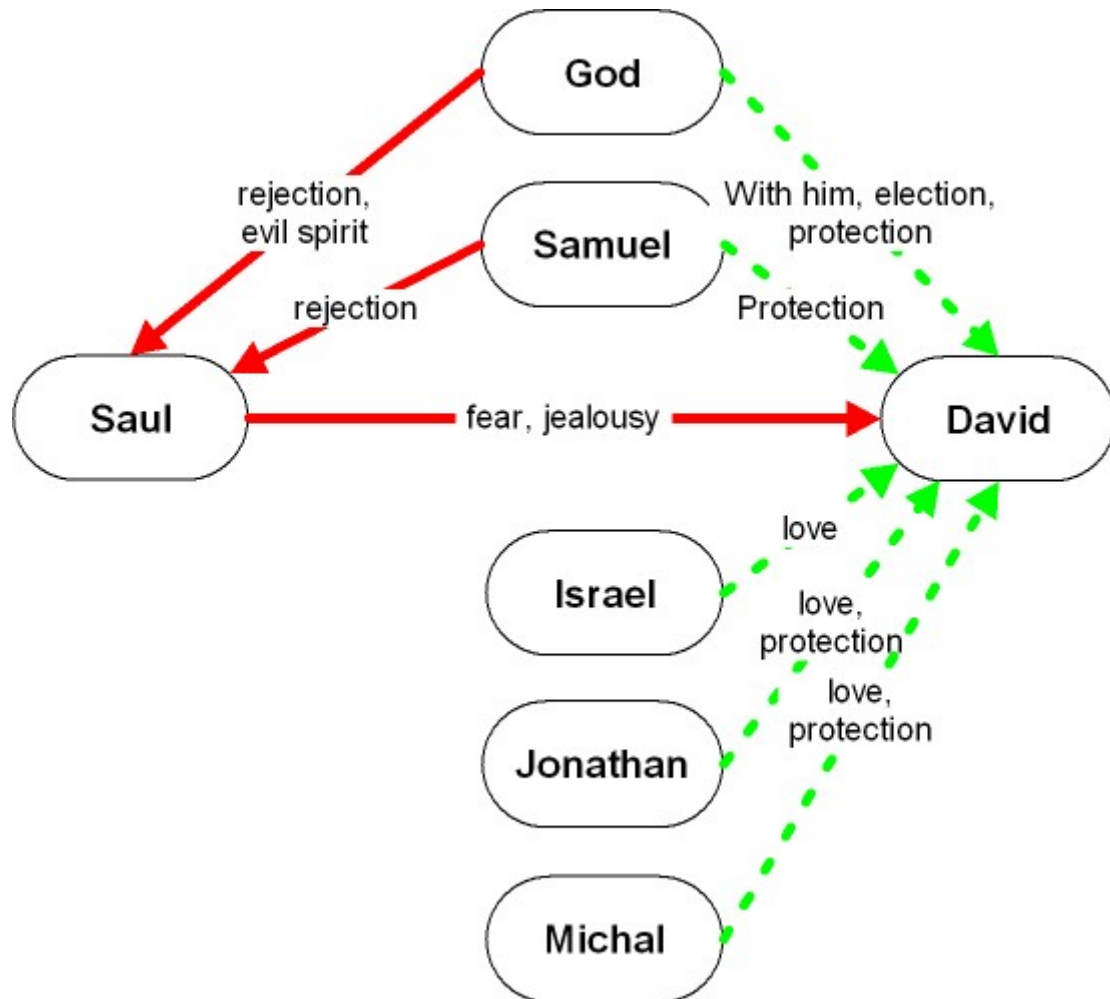 God
rejection,
evil spirit
With him, election,
protection
Samuel
rejection
Protection
Saul
fear, jealousy
David
love
Israel
love,
protection
love,
protection
Jonathan
Michal